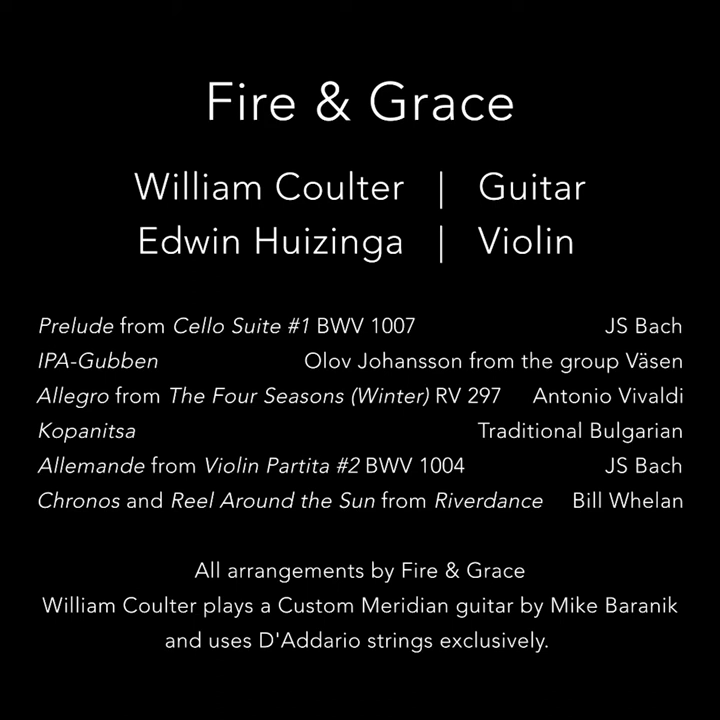 Fire & Grace
William Coulter | Guitar
Edwin Huizinga | Violin
Prelude from Cello Suite #1 BWV 1007 JS Bach
IPA-Gubben Olov Johansson from the group Väsen
Allegro from The Four Seasons (Winter) RV 297 Antonio Vivaldi
Kopanitsa Traditional Bulgarian
Allemande from Violin Partita #2 BWV 1004 JS Bach
Chronos and Reel Around the Sun from Riverdance Bill Whelan
All arrangements by Fire & Grace
William Coulter plays a Custom Meridian guitar by Mike Baranik
and uses D'Addario strings exclusively.